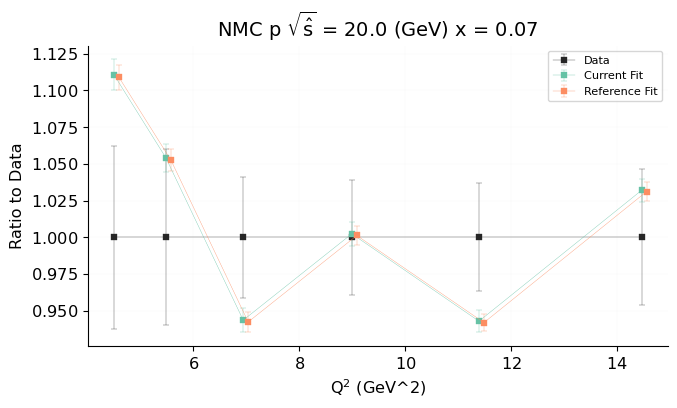 NMC p √ŝ = 20.0 (GeV) x = 0.07
Data
Current Fit
Reference Fit
Ratio to Data
1.125
1.100
1.075
1.050
1.025
1.000
0.975
0.950
6 8 10 12 14
Q² (GeV^2)